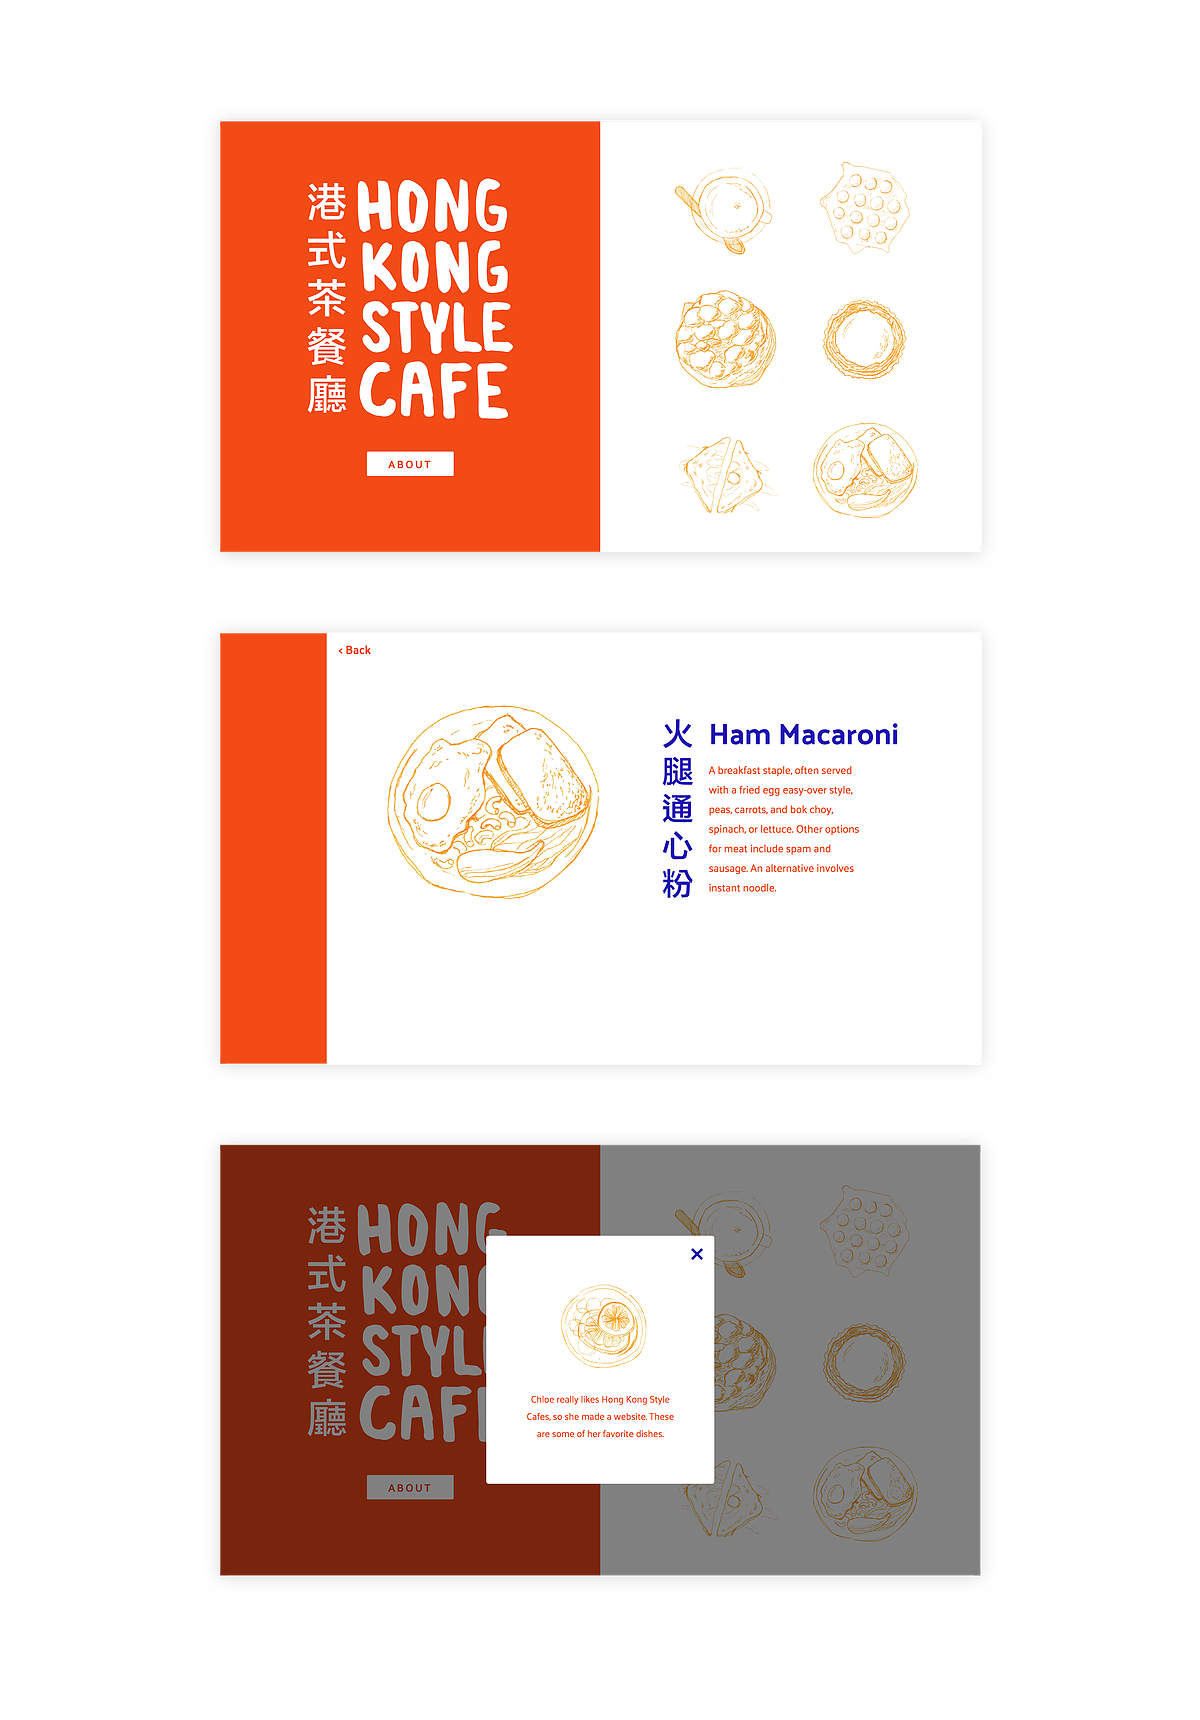 港式茶餐廳
HONG
KONG
STYLE
CAFE
ABOUT
< Back
火腿通心粉
Ham Macaroni
A breakfast staple, often served
with a fried egg easy-over style,
peas, carrots, and bok choy,
spinach, or lettuce. Other options
for meat include spam and
sausage. An alternative involves
instant noodle.
港式茶餐廳
HONG
KONG
STYLE
CAFE
ABOUT
×
Chloe really likes Hong Kong Style
Cafes, so she made a website. These
are some of her favorite dishes.